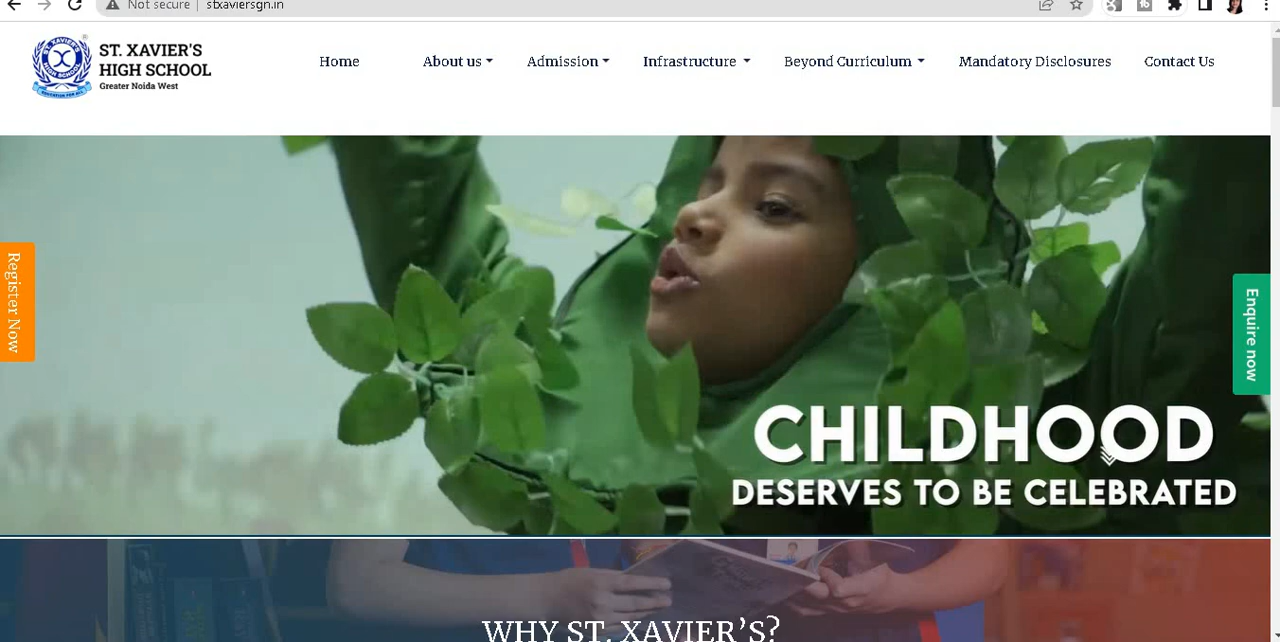 Not secure | stxaviersgn.in
ST. XAVIER'S
HIGH SCHOOL
Greater Noida West
Home
About us
Admission
Infrastructure
Beyond Curriculum
Mandatory Disclosures
Contact Us
Register Now
Enquire now
CHILDHOOD
DESERVES TO BE CELEBRATED
WHY ST. XAVIER’S?